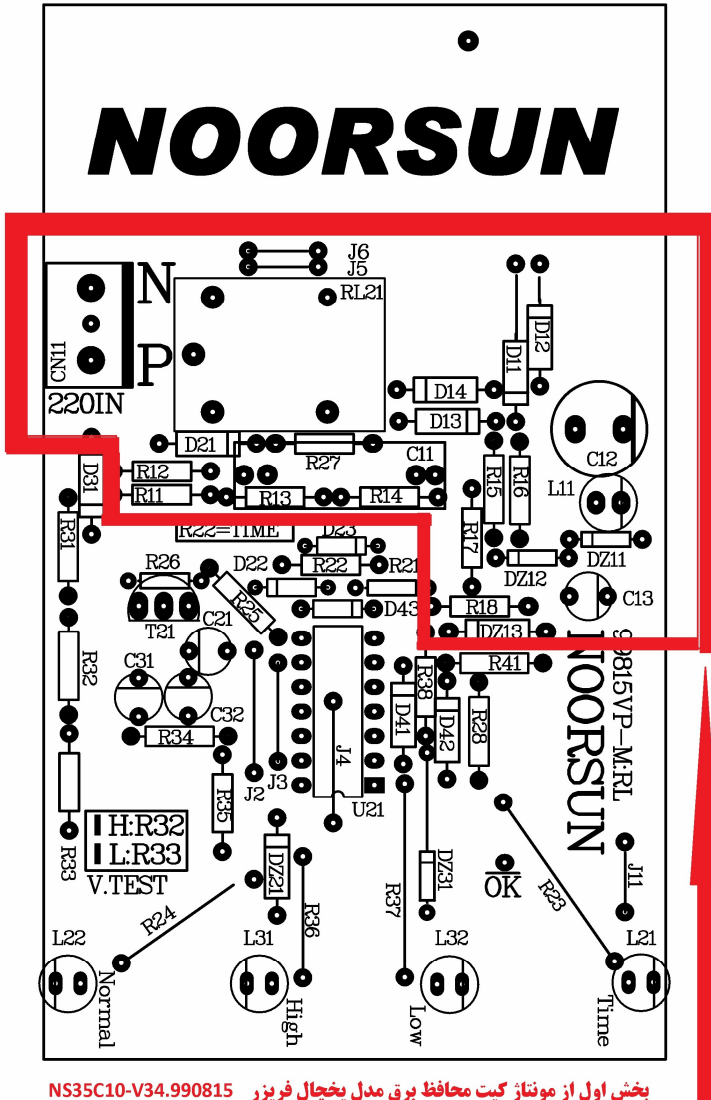 NOORSUN
J6
J5
N
RL21
P
CN11
220IN
D12
D11
D14
D13
D21
R27
C11
C12
D31
R12
R11
R13
R14
R15
R16
L11
R22=TIME
R31
R17
D23
DZ11
R26
D22
R22
R21
DZ12
R25
D43
R18
C13
T21
C21
DZ13
99815VP-M:RL
NOORSUN
R32
C31
C32
R38
R41
D41
D42
R28
R34
J4
J2
J3
U21
R35
R33
H:R32
L:R33
V.TEST
DZ21
DZ31
OK
J11
R24
R36
R37
R23
L22
L31
L32
L21
Normal
High
Low
Time
بخش اول از مونتاژ کیت محافظ برق مدل یخچال فریزر NS35C10-V34.990815